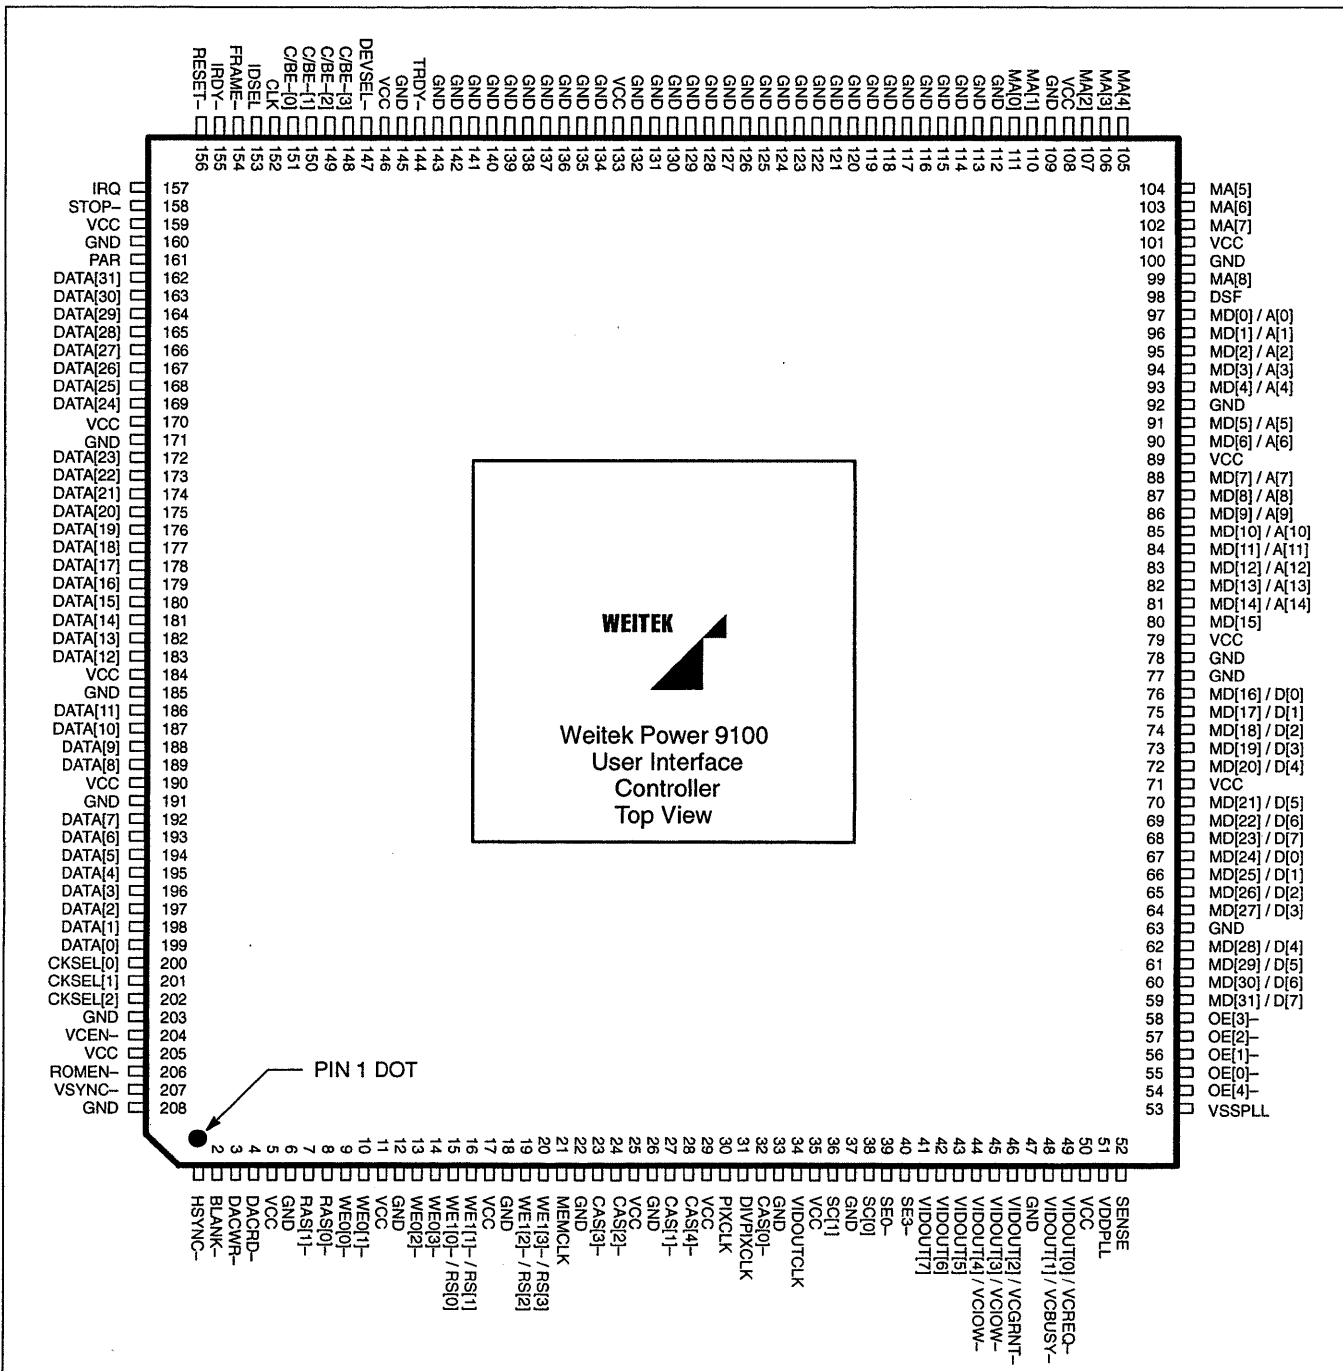 RESET– 156
IRDY– 155
FRAME– 154
IDSEL 153
CLK 152
C/BE–[0] 151
C/BE–[1] 150
C/BE–[2] 149
C/BE–[3] 148
DEVSEL– 147
VCC 146
GND 145
TRDY– 144
GND 143
GND 142
GND 141
GND 140
GND 139
GND 138
GND 137
GND 136
GND 135
GND 134
VCC 133
GND 132
GND 131
GND 130
GND 129
GND 128
GND 127
GND 126
GND 125
GND 124
GND 123
GND 122
GND 121
GND 120
GND 119
GND 118
GND 117
GND 116
GND 115
GND 114
GND 113
GND 112
MA[0] 111
MA[1] 110
GND 109
VCC 108
MA[2] 107
MA[3] 106
MA[4] 105
IRQ 157
STOP– 158
VCC 159
GND 160
PAR 161
DATA[31] 162
DATA[30] 163
DATA[29] 164
DATA[28] 165
DATA[27] 166
DATA[26] 167
DATA[25] 168
DATA[24] 169
VCC 170
GND 171
DATA[23] 172
DATA[22] 173
DATA[21] 174
DATA[20] 175
DATA[19] 176
DATA[18] 177
DATA[17] 178
DATA[16] 179
DATA[15] 180
DATA[14] 181
DATA[13] 182
DATA[12] 183
VCC 184
GND 185
DATA[11] 186
DATA[10] 187
DATA[9] 188
DATA[8] 189
VCC 190
GND 191
DATA[7] 192
DATA[6] 193
DATA[5] 194
DATA[4] 195
DATA[3] 196
DATA[2] 197
DATA[1] 198
DATA[0] 199
CKSEL[0] 200
CKSEL[1] 201
CKSEL[2] 202
GND 203
VCEN– 204
VCC 205
ROMEN– 206
VSYNC– 207
GND 208
WEITEK
Weitek Power 9100
User Interface
Controller
Top View
PIN 1 DOT
104 MA[5]
103 MA[6]
102 MA[7]
101 VCC
100 GND
99 MA[8]
98 DSF
97 MD[0] / A[0]
96 MD[1] / A[1]
95 MD[2] / A[2]
94 MD[3] / A[3]
93 MD[4] / A[4]
92 GND
91 MD[5] / A[5]
90 MD[6] / A[6]
89 VCC
88 MD[7] / A[7]
87 MD[8] / A[8]
86 MD[9] / A[9]
85 MD[10] / A[10]
84 MD[11] / A[11]
83 MD[12] / A[12]
82 MD[13] / A[13]
81 MD[14] / A[14]
80 MD[15]
79 VCC
78 GND
77 GND
76 MD[16] / D[0]
75 MD[17] / D[1]
74 MD[18] / D[2]
73 MD[19] / D[3]
72 MD[20] / D[4]
71 VCC
70 MD[21] / D[5]
69 MD[22] / D[6]
68 MD[23] / D[7]
67 MD[24] / D[0]
66 MD[25] / D[1]
65 MD[26] / D[2]
64 MD[27] / D[3]
63 GND
62 MD[28] / D[4]
61 MD[29] / D[5]
60 MD[30] / D[6]
59 MD[31] / D[7]
58 OE[3]–
57 OE[2]–
56 OE[1]–
55 OE[0]–
54 OE[4]–
53 VSSPLL
HSYNC–
2 BLANK–
3 DACWR–
4 DACRD–
5 VCC
6 GND
7 RAS[1]–
8 RAS[0]–
9 WE0[0]–
10 WE0[1]–
11 VCC
12 GND
13 WE0[2]–
14 WE0[3]–
15 WE1[0]– / RS[0]
16 WE1[1]– / RS[1]
17 VCC
18 GND
19 WE1[2]– / RS[2]
20 WE1[3]– / RS[3]
21 MEMCLK
22 GND
23 CAS[3]–
24 CAS[2]–
25 VCC
26 GND
27 CAS[1]–
28 CAS[4]–
29 VCC
30 PIXCLK
31 DIVPIXCLK
32 CAS[0]–
33 GND
34 VIDOUTCLK
35 VCC
36 SC[1]
37 GND
38 SC[0]
39 SE0–
40 SE3–
41 VIDOUT[7]
42 VIDOUT[6]
43 VIDOUT[5]
44 VIDOUT[4] / VCIOW–
45 VIDOUT[3] / VCIOW–
46 VIDOUT[2] / VCGRNT–
47 GND
48 VIDOUT[1] / VCBUSY–
49 VIDOUT[0] / VCREQ–
50 VCC
51 VDDPLL
52 SENSE